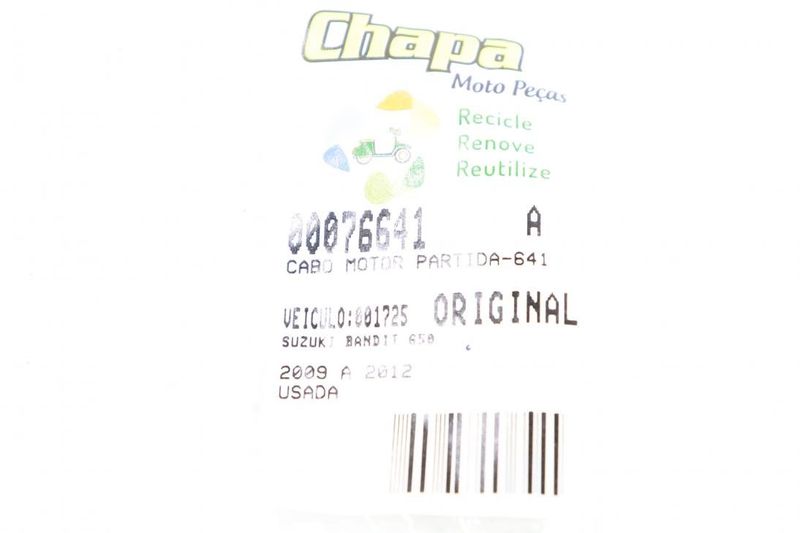 Chapa
Moto Peças
Recicle
Renove
Reutilize
00076641 A
CABO MOTOR PARTIDA-641
VEICULO:001725 ORIGINAL
SUZUKI BANDIT 650
2009 A 2012
USADA